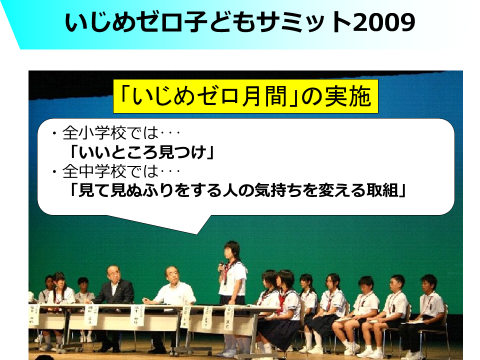 いじめゼロ子どもサミット2009
「いじめゼロ月間」の実施
・全小学校では･･･
「いいところ見つけ」
・全中学校では･･･
「見て見ぬふりをする人の気持ちを変える取組」